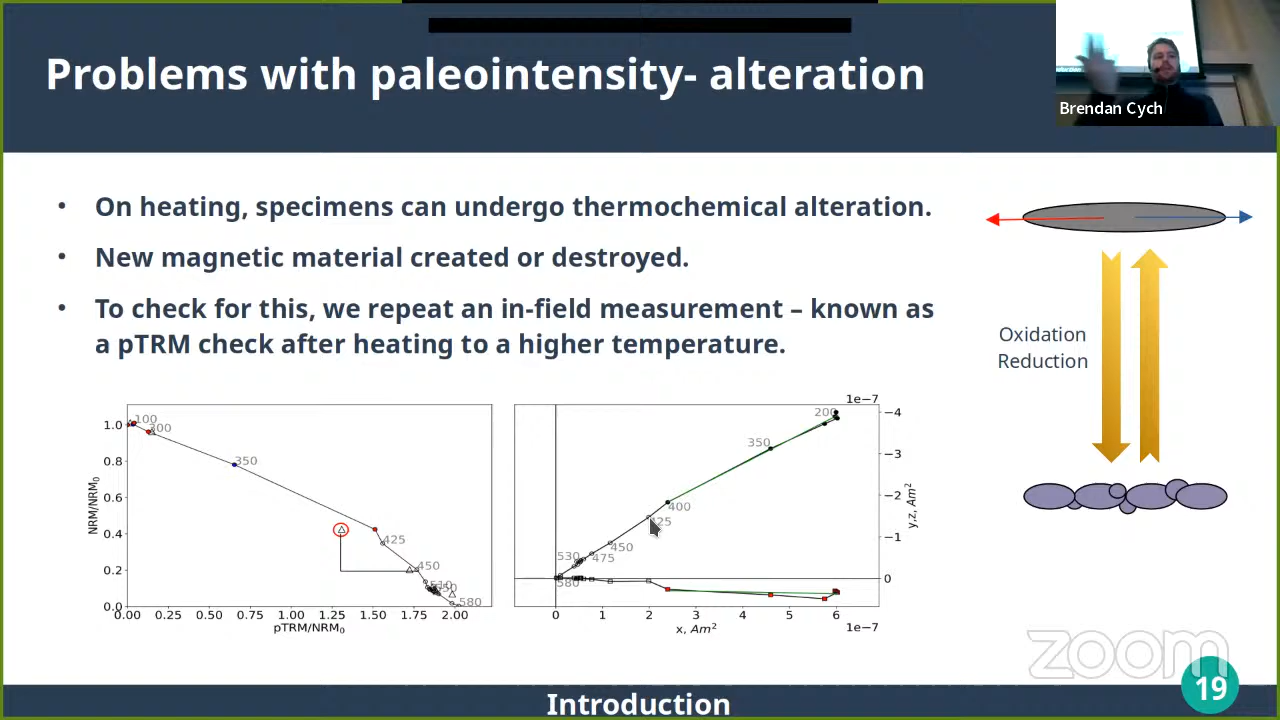 Problems with paleointensity- alteration
Brendan Cych
• On heating, specimens can undergo thermochemical alteration.
• New magnetic material created or destroyed.
• To check for this, we repeat an in-field measurement – known as
a pTRM check after heating to a higher temperature.
Oxidation
Reduction
1.0
0.8
0.6
0.4
0.2
0.0
NRM/NRM0
100
300
350
425
450
580
0.00 0.25 0.50 0.75 1.00 1.25 1.50 1.75 2.00
pTRM/NRM0
1e−7
200
350
400
425
450
475
530
580
−4
−3
−2
−1
0
y,z, Am²
0 1 2 3 4 5 6
x, Am²
1e−7
zoom
19
Introduction